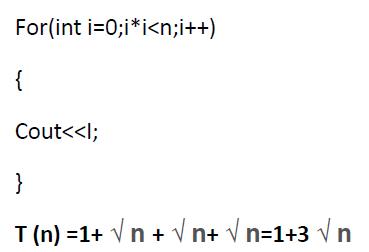 For(int i=0;i*i<n;i++)
{
Cout<<I;
}
T (n) =1+ √ n + √ n+ √ n=1+3 √ n